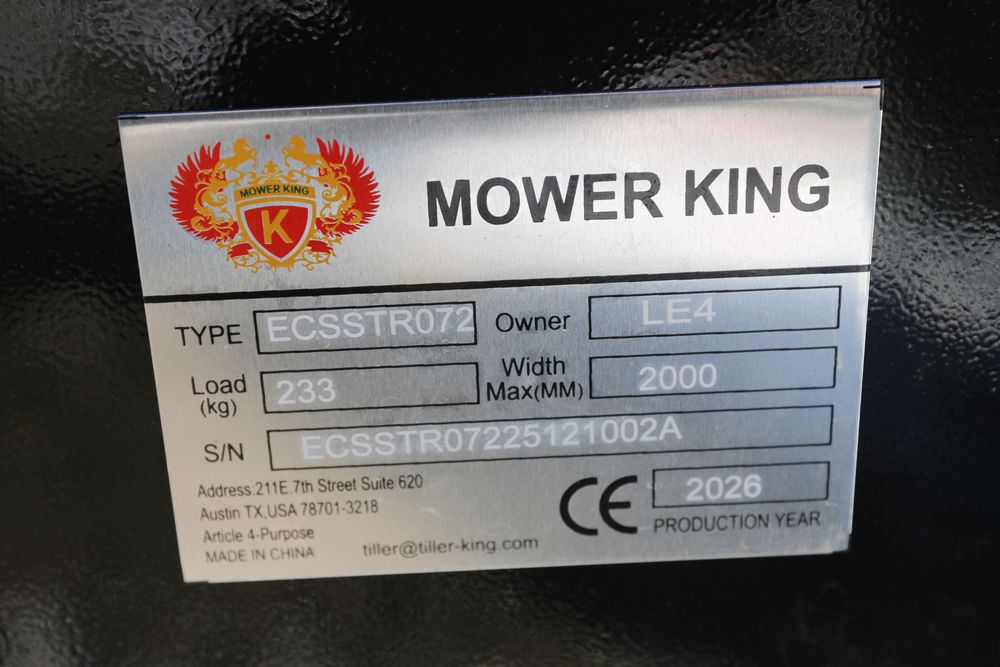 MOWER KING
K
MOWER KING
TYPE ECSSTR072 Owner LE4
Load (kg) 233 Width Max(MM) 2000
S/N ECSSTR07225121002A
Address:211E.7th Street Suite 620
Austin TX,USA 78701-3218
Article 4-Purpose
MADE IN CHINA
tiller@tiller-king.com
CE 2026
PRODUCTION YEAR